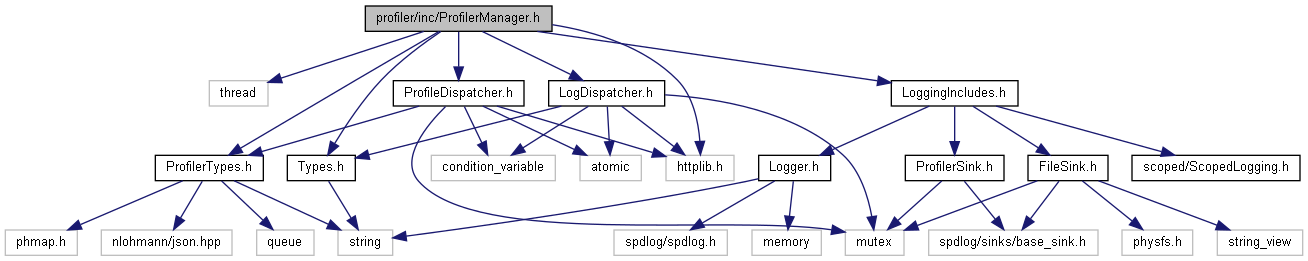 profiler/inc/ProfilerManager.h
thread
ProfileDispatcher.h
LogDispatcher.h
LoggingIncludes.h
ProfilerTypes.h
Types.h
condition_variable
atomic
httplib.h
Logger.h
ProfilerSink.h
FileSink.h
scoped/ScopedLogging.h
phmap.h
nlohmann/json.hpp
queue
string
spdlog/spdlog.h
memory
mutex
spdlog/sinks/base_sink.h
physfs.h
string_view